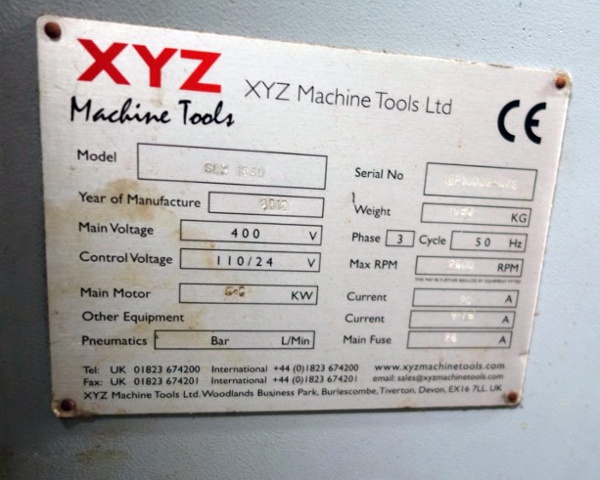 XYZ
Machine Tools
XYZ Machine Tools Ltd
CE
Model
Serial No
Year of Manufacture
Weight KG
Main Voltage 400 V
Phase 3 Cycle 50 Hz
Control Voltage 110/24 V
Max RPM RPM
Main Motor KW
Current A
Other Equipment
Current A
Pneumatics Bar L/Min
Main Fuse A
Tel: UK 01823 674200 International +44 (0)1823 674200 www.xyzmachinetools.com
Fax: UK 01823 674201 International +44 (0)1823 674201 email: sales@xyzmachinetools.com
XYZ Machine Tools Ltd. Woodlands Business Park, Burlescombe, Tiverton, Devon, EX16 7LL UK